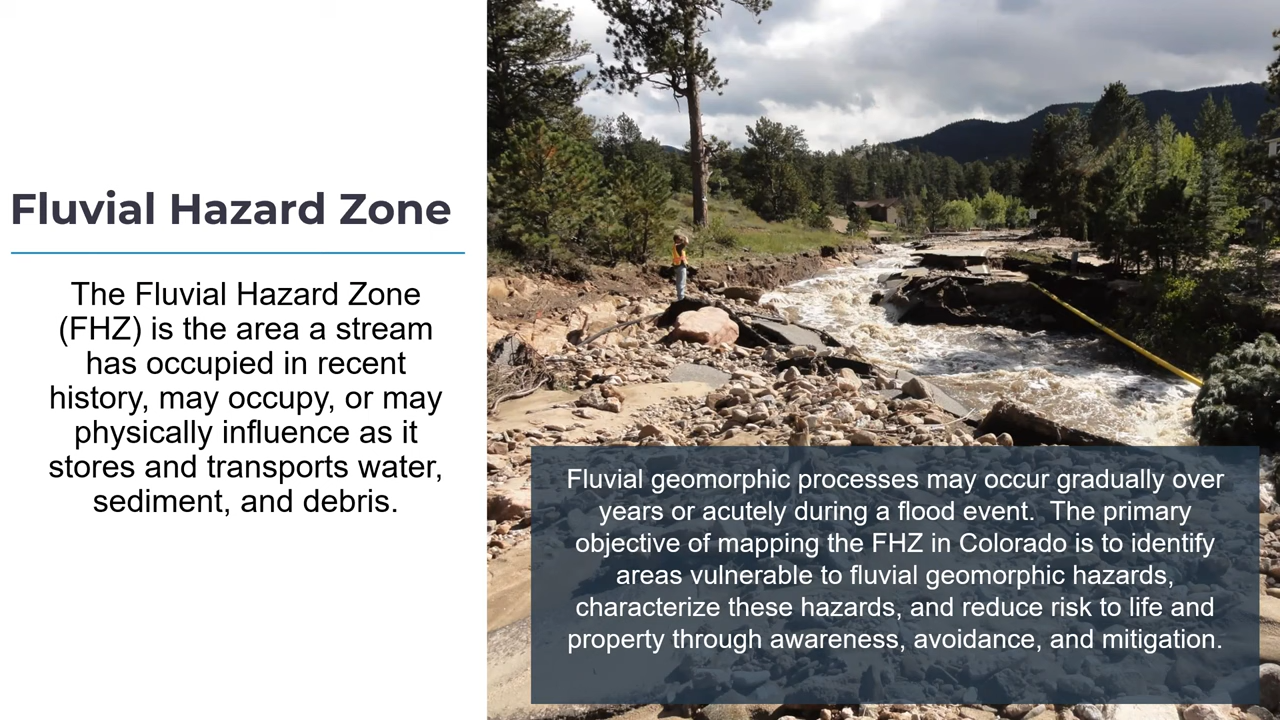 Fluvial Hazard Zone
The Fluvial Hazard Zone
(FHZ) is the area a stream
has occupied in recent
history, may occupy, or may
physically influence as it
stores and transports water,
sediment, and debris.
Fluvial geomorphic processes may occur gradually over
years or acutely during a flood event.  The primary
objective of mapping the FHZ in Colorado is to identify
areas vulnerable to fluvial geomorphic hazards,
characterize these hazards, and reduce risk to life and
property through awareness, avoidance, and mitigation.